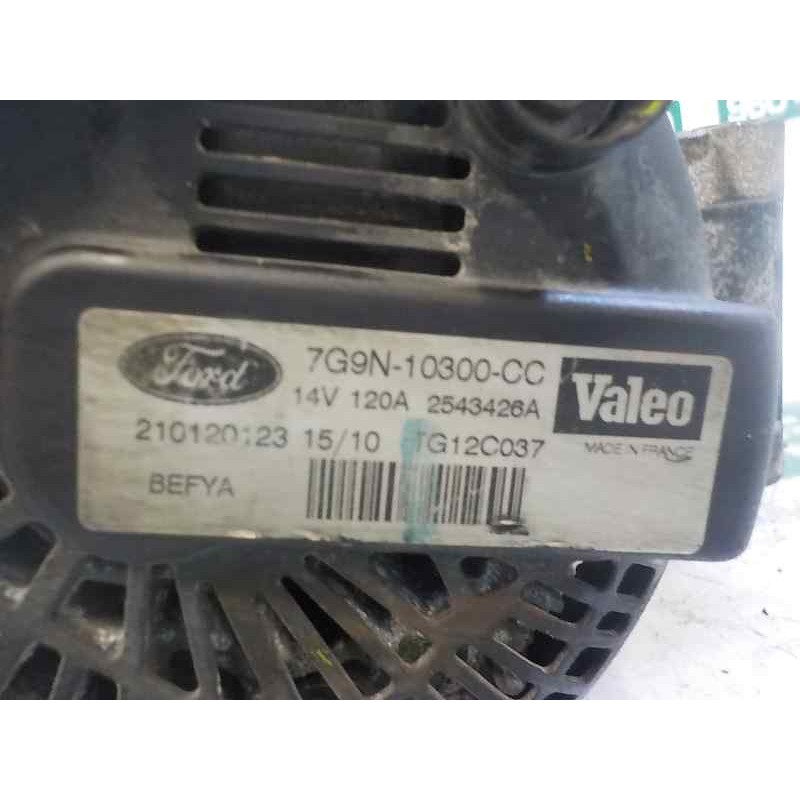 Ford
7G9N-10300-CC
14V 120A 2543426A
210120123 15/10 TG12C037
BEFYA
Valeo
MADE IN FRANCE